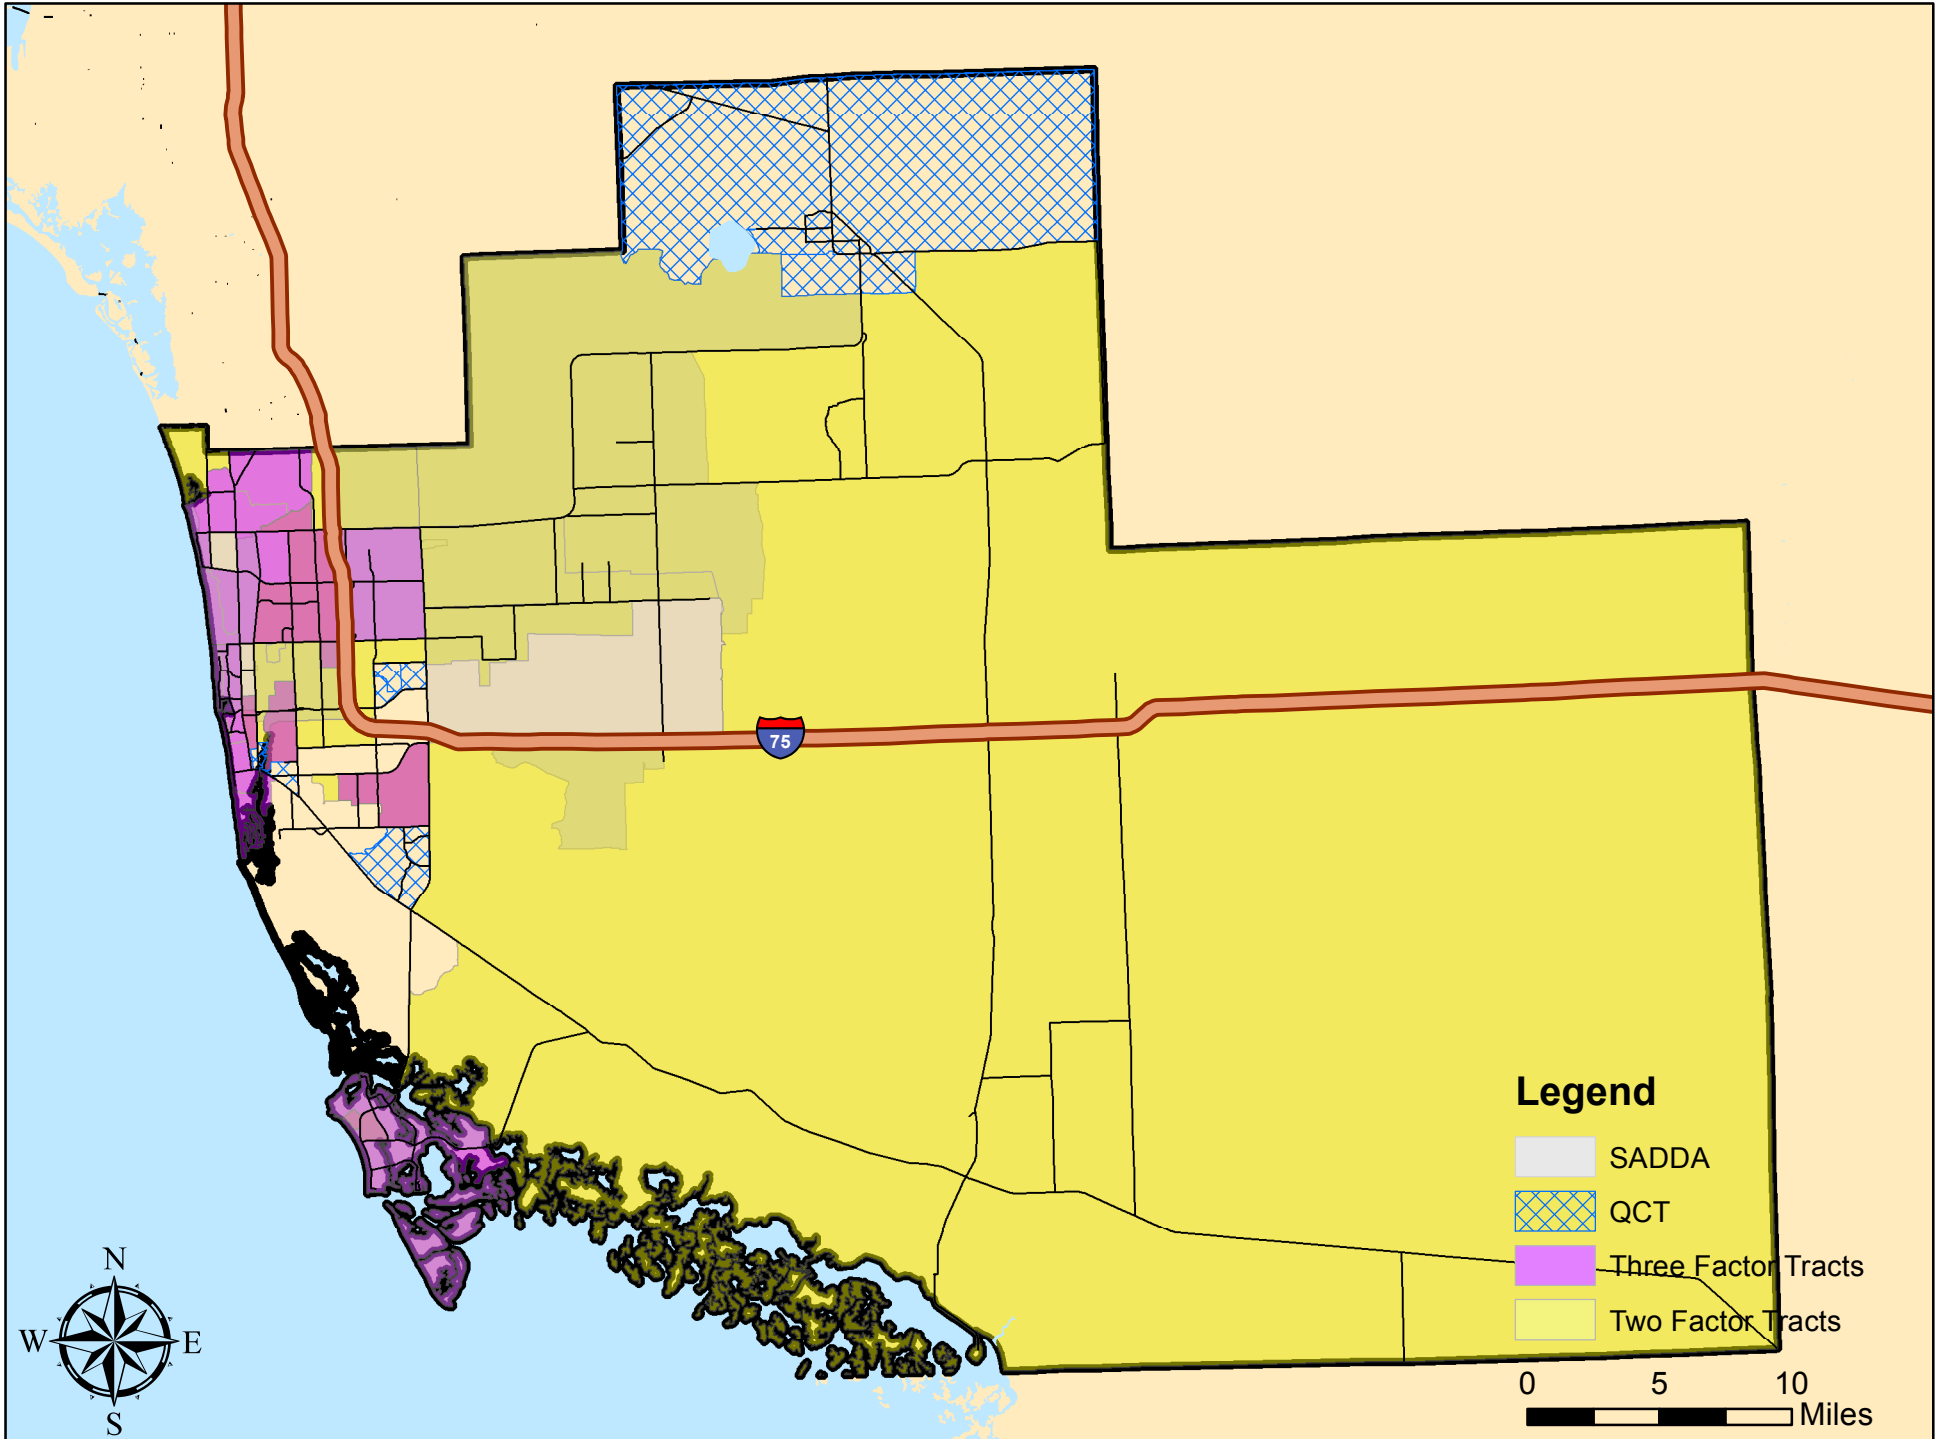 75
Legend
SADDA
QCT
Three Factor Tracts
Two Factor Tracts
N
W E
S
0 5 10
Miles